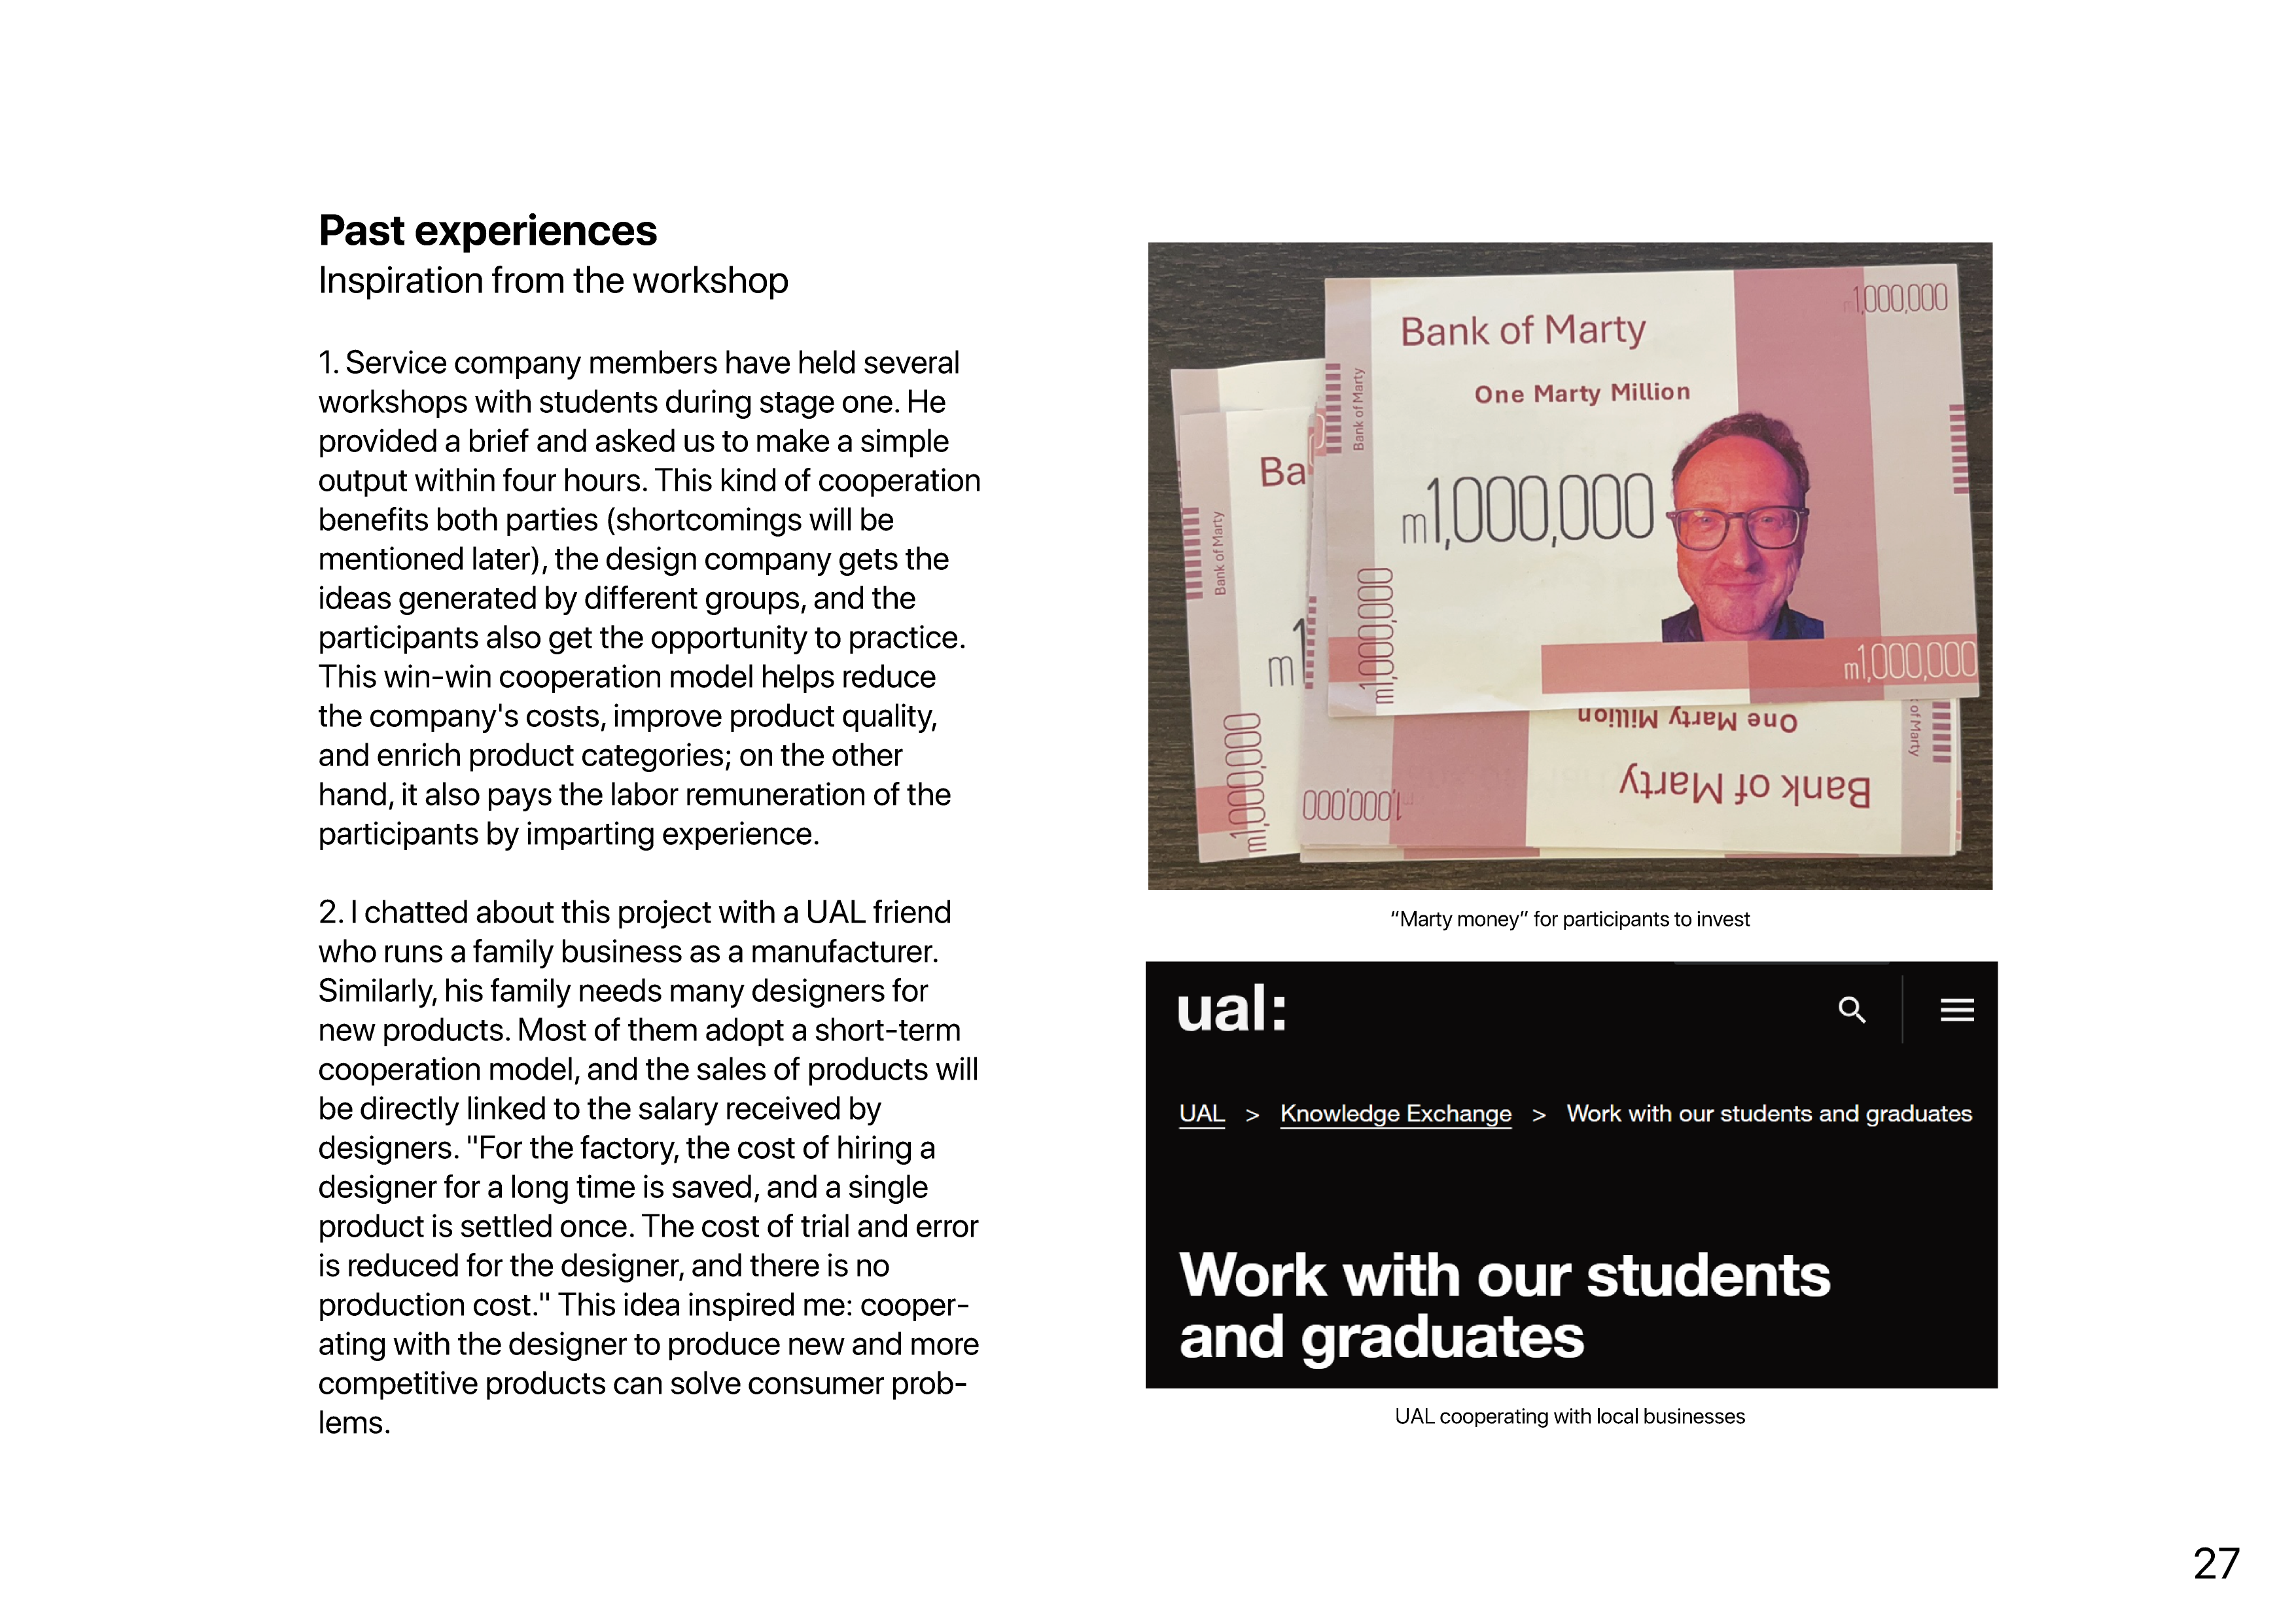 Past experiences
Inspiration from the workshop
1. Service company members have held several
workshops with students during stage one. He
provided a brief and asked us to make a simple
output within four hours. This kind of cooperation
benefits both parties (shortcomings will be
mentioned later), the design company gets the
ideas generated by different groups, and the
participants also get the opportunity to practice.
This win-win cooperation model helps reduce
the company's costs, improve product quality,
and enrich product categories; on the other
hand, it also pays the labor remuneration of the
participants by imparting experience.
2. I chatted about this project with a UAL friend
who runs a family business as a manufacturer.
Similarly, his family needs many designers for
new products. Most of them adopt a short-term
cooperation model, and the sales of products will
be directly linked to the salary received by
designers. "For the factory, the cost of hiring a
designer for a long time is saved, and a single
product is settled once. The cost of trial and error
is reduced for the designer, and there is no
production cost." This idea inspired me: cooper-
ating with the designer to produce new and more
competitive products can solve consumer prob-
lems.
m1,000,000
Bank of Marty
One Marty Million
Bank of Marty
m1,000,000
m1,000,000
m1,000,000
Ba
Bank of Marty
m1
m1,000,000
One Marty Million
Bank of Marty
of Marty
m1,000,000
“Marty money” for participants to invest
ual:
UAL > Knowledge Exchange > Work with our students and graduates
Work with our students
and graduates
UAL cooperating with local businesses
27